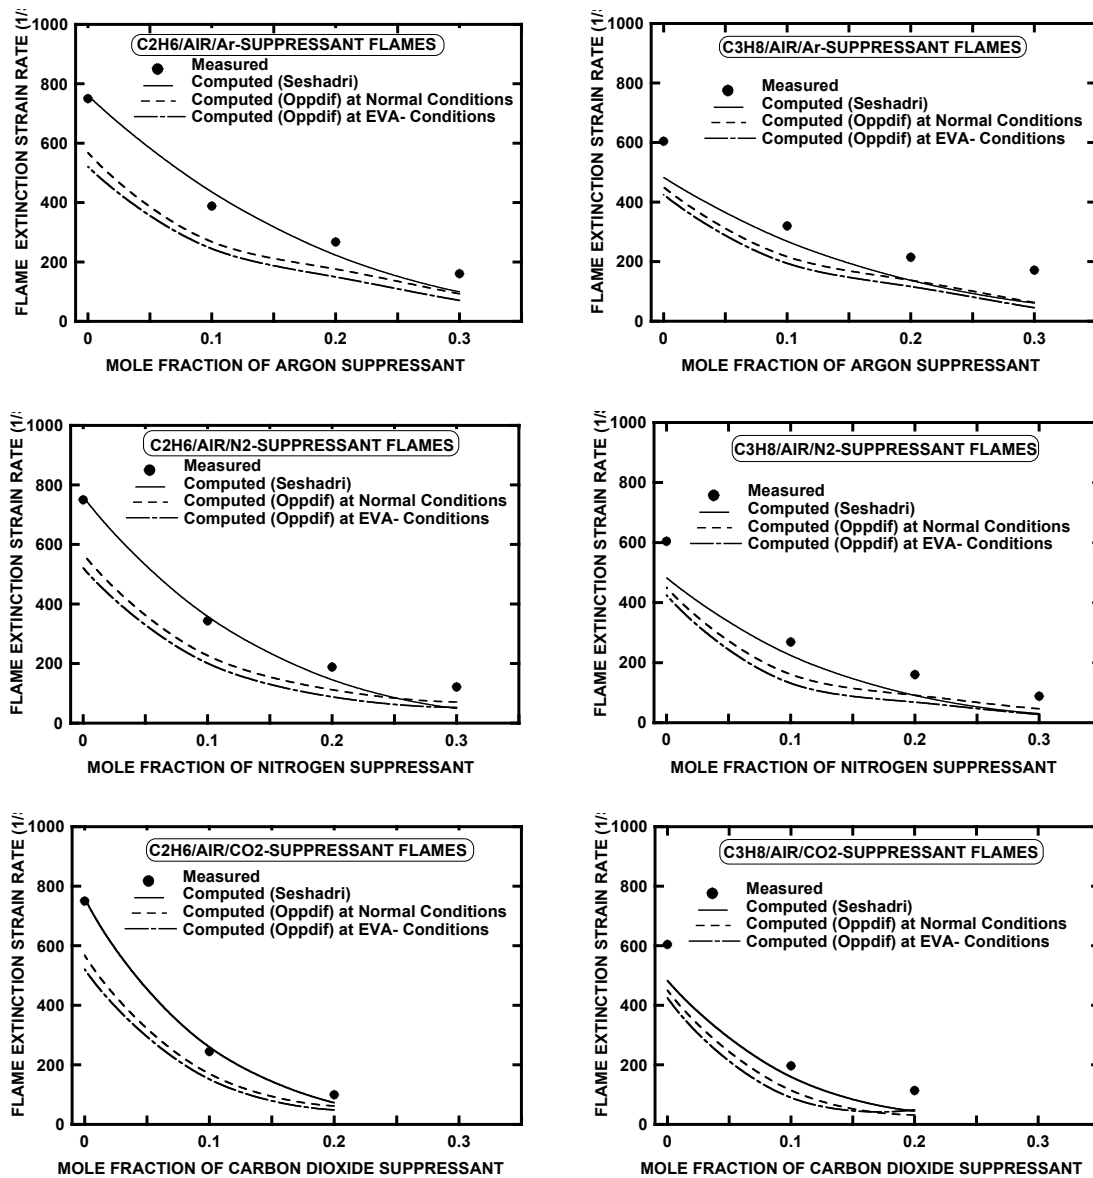 C2H6/AIR/Ar-SUPPRESSANT FLAMES
Measured
Computed (Seshadri)
Computed (Oppdif) at Normal Conditions
Computed (Oppdif) at EVA- Conditions
FLAME EXTINCTION STRAIN RATE (1/
1000
800
600
400
200
0
0 0.1 0.2 0.3
MOLE FRACTION OF ARGON SUPPRESSANT
C3H8/AIR/Ar-SUPPRESSANT FLAMES
Measured
Computed (Seshadri)
Computed (Oppdif) at Normal Conditions
Computed (Oppdif) at EVA- Conditions
FLAME EXTINCTION STRAIN RATE (1/
1000
800
600
400
200
0
0 0.1 0.2 0.3
MOLE FRACTION OF ARGON SUPPRESSANT
C2H6/AIR/N2-SUPPRESSANT FLAMES
Measured
Computed (Seshadri)
Computed (Oppdif) at Normal Conditions
Computed (Oppdif) at EVA- Conditions
FLAME EXTINCTION STRAIN RATE (1/
1000
800
600
400
200
0
0 0.1 0.2 0.3
MOLE FRACTION OF NITROGEN SUPPRESSANT
C3H8/AIR/N2-SUPPRESSANT FLAMES
Measured
Computed (Seshadri)
Computed (Oppdif) at Normal Conditions
Computed (Oppdif) at EVA- Conditions
FLAME EXTINCTION STRAIN RATE (1/
1000
800
600
400
200
0
0 0.1 0.2 0.3
MOLE FRACTION OF NITROGEN SUPPRESSANT
C2H6/AIR/CO2-SUPPRESSANT FLAMES
Measured
Computed (Seshadri)
Computed (Oppdif) at Normal Conditions
Computed (Oppdif) at EVA- Conditions
FLAME EXTINCTION STRAIN RATE (1/
1000
800
600
400
200
0
0 0.1 0.2 0.3
MOLE FRACTION OF CARBON DIOXIDE SUPPRESSANT
C3H8/AIR/CO2-SUPPRESSANT FLAMES
Measured
Computed (Seshadri)
Computed (Oppdif) at Normal Conditions
Computed (Oppdif) at EVA- Conditions
FLAME EXTINCTION STRAIN RATE (1/
1000
800
600
400
200
0
0 0.1 0.2 0.3
MOLE FRACTION OF CARBON DIOXIDE SUPPRESSANT